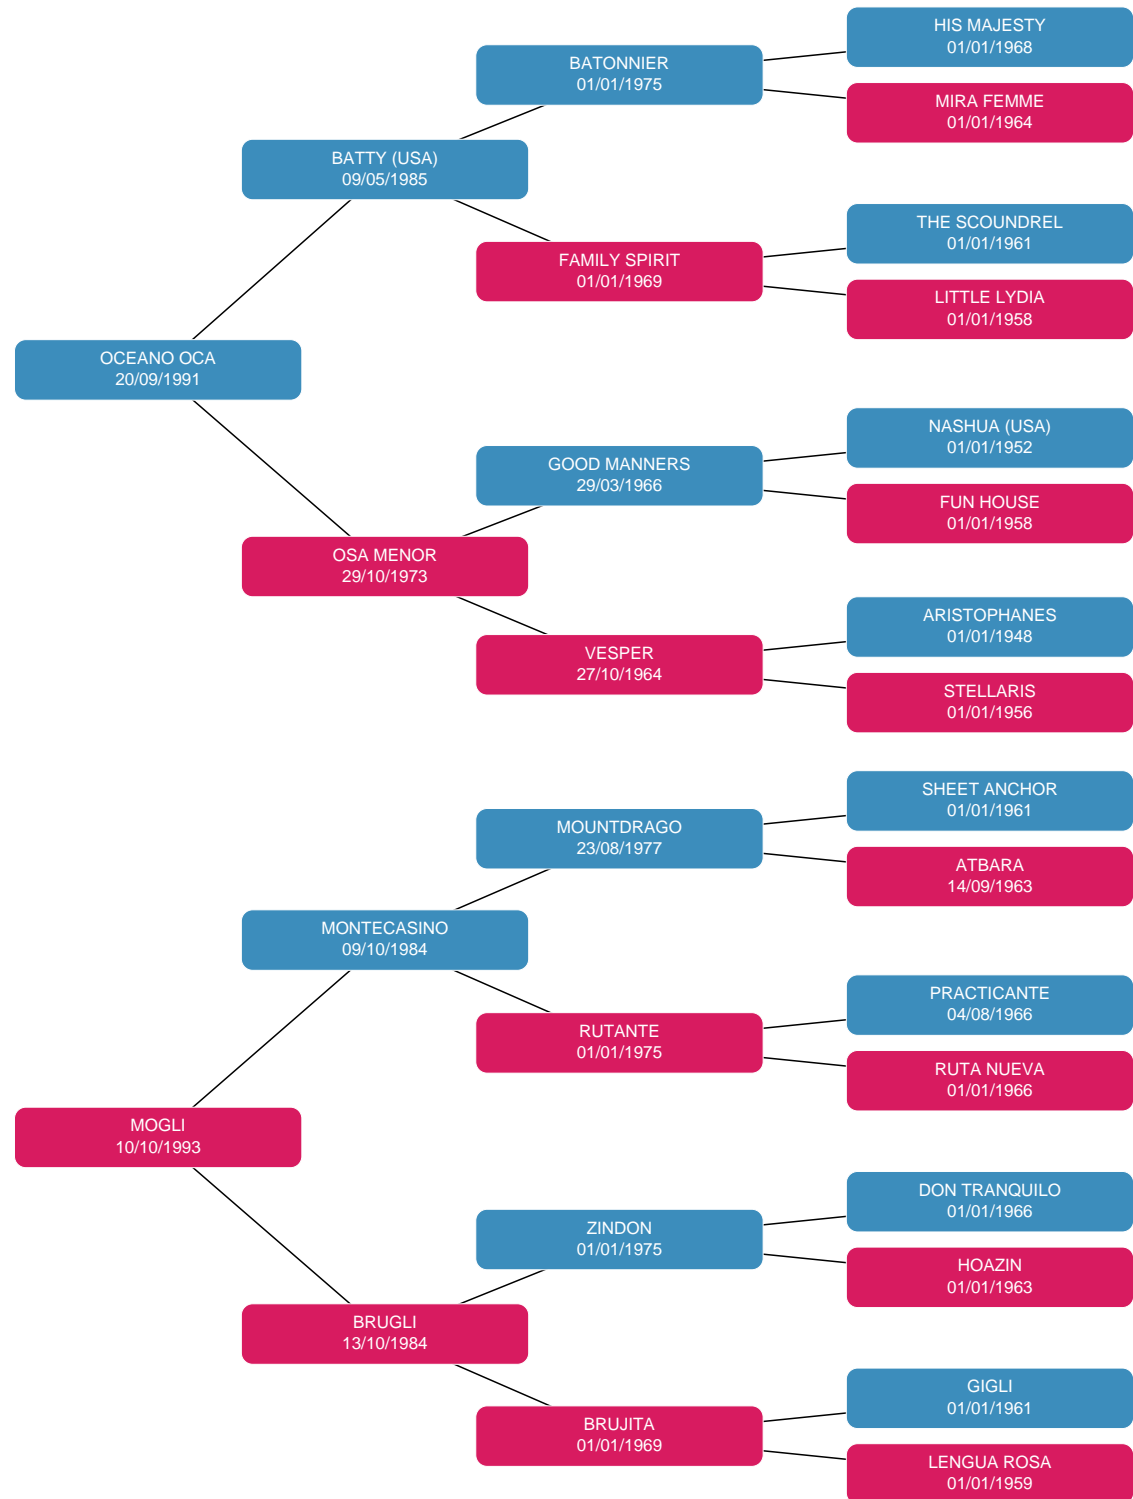 HIS MAJESTY
01/01/1968
BATONNIER
01/01/1975
MIRA FEMME
01/01/1964
BATTY (USA)
09/05/1985
THE SCOUNDREL
01/01/1961
FAMILY SPIRIT
01/01/1969
LITTLE LYDIA
01/01/1958
OCEANO OCA
20/09/1991
NASHUA (USA)
01/01/1952
GOOD MANNERS
29/03/1966
FUN HOUSE
01/01/1958
OSA MENOR
29/10/1973
ARISTOPHANES
01/01/1948
VESPER
27/10/1964
STELLARIS
01/01/1956
SHEET ANCHOR
01/01/1961
MOUNTDRAGO
23/08/1977
ATBARA
14/09/1963
MONTECASINO
09/10/1984
PRACTICANTE
04/08/1966
RUTANTE
01/01/1975
RUTA NUEVA
01/01/1966
MOGLI
10/10/1993
DON TRANQUILO
01/01/1966
ZINDON
01/01/1975
HOAZIN
01/01/1963
BRUGLI
13/10/1984
GIGLI
01/01/1961
BRUJITA
01/01/1969
LENGUA ROSA
01/01/1959